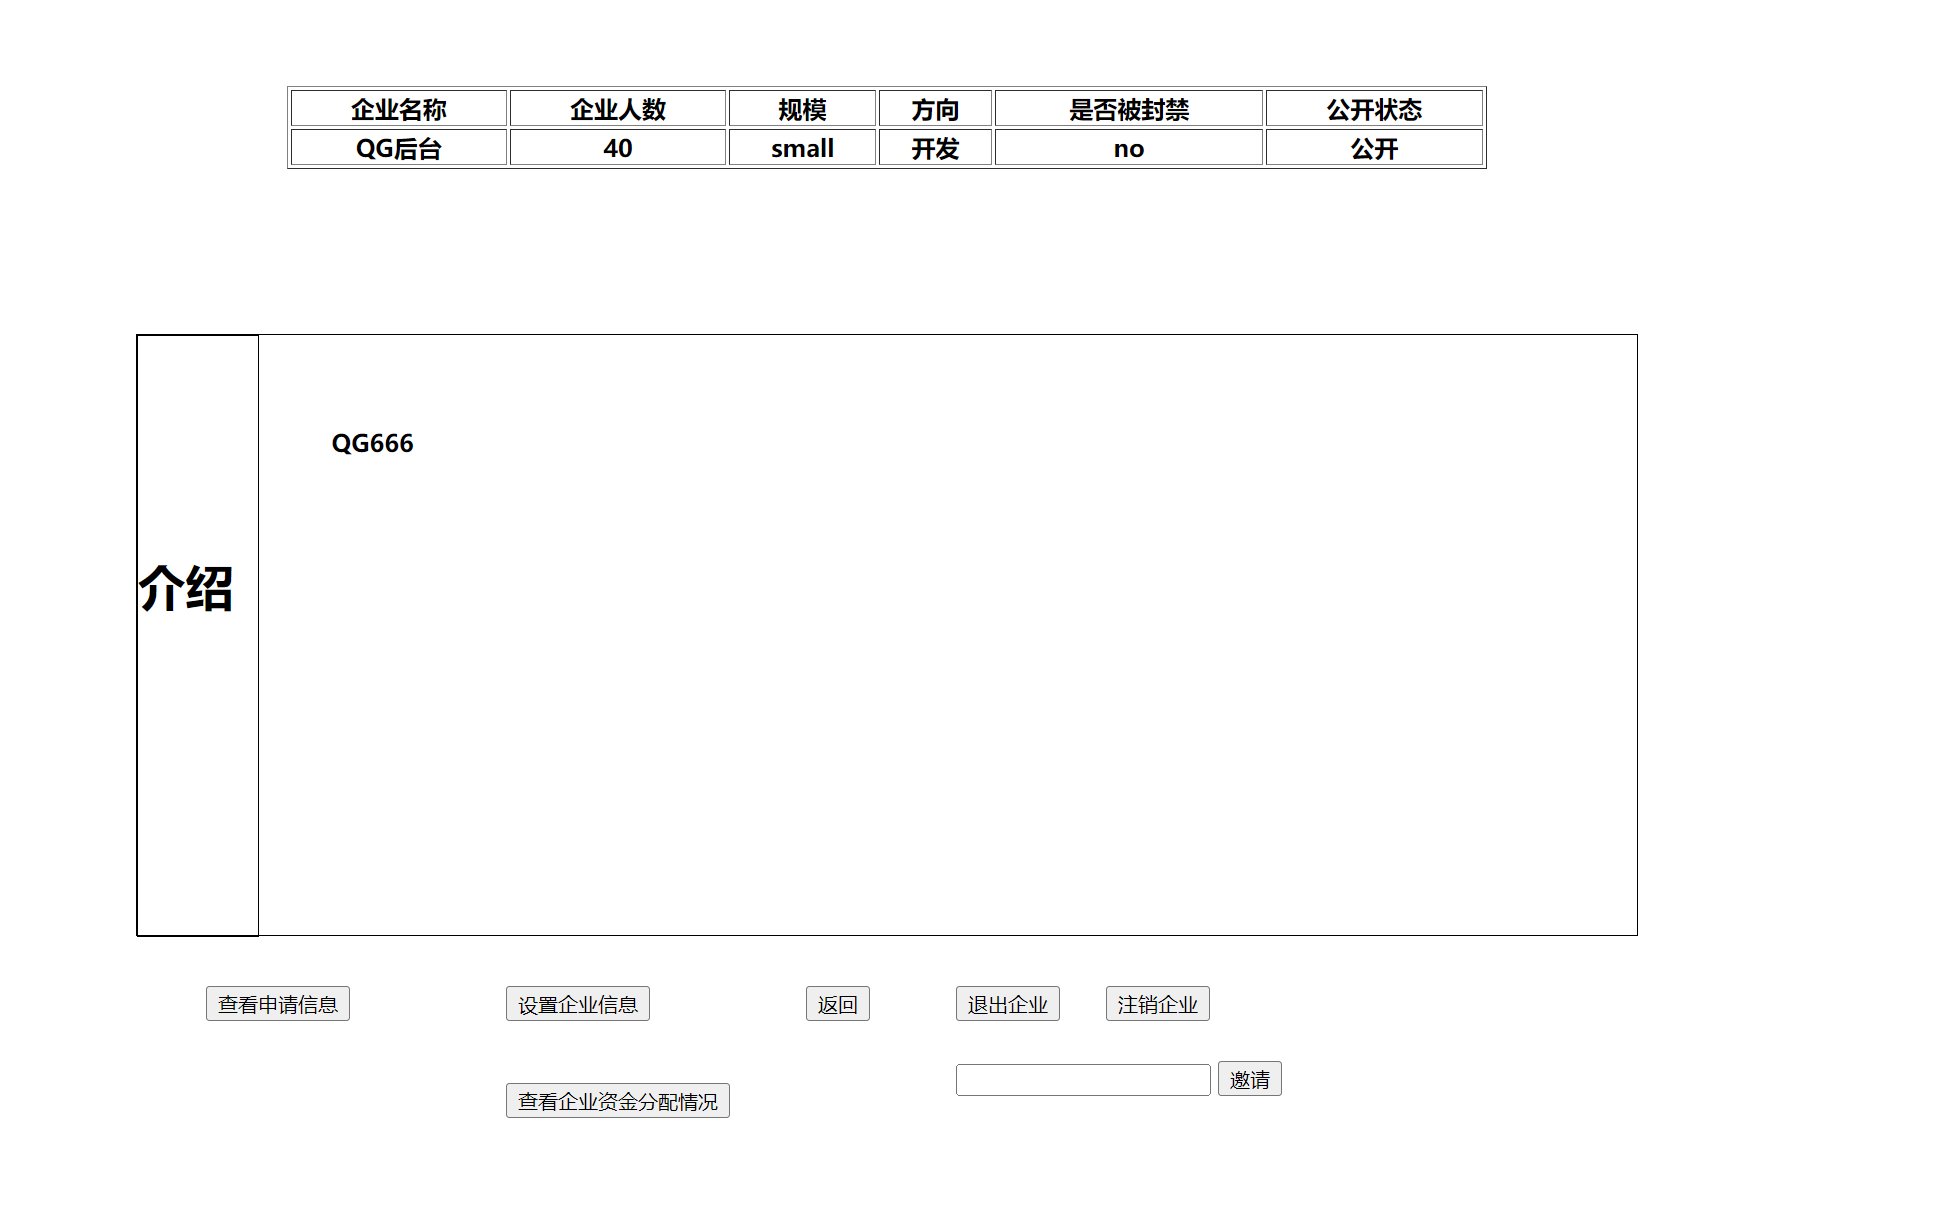 企业名称 企业人数 规模 方向 是否被封禁 公开状态
QG后台 40 small 开发 no 公开
QG666
介绍
查看申请信息 设置企业信息 返回 退出企业 注销企业
邀请
查看企业资金分配情况